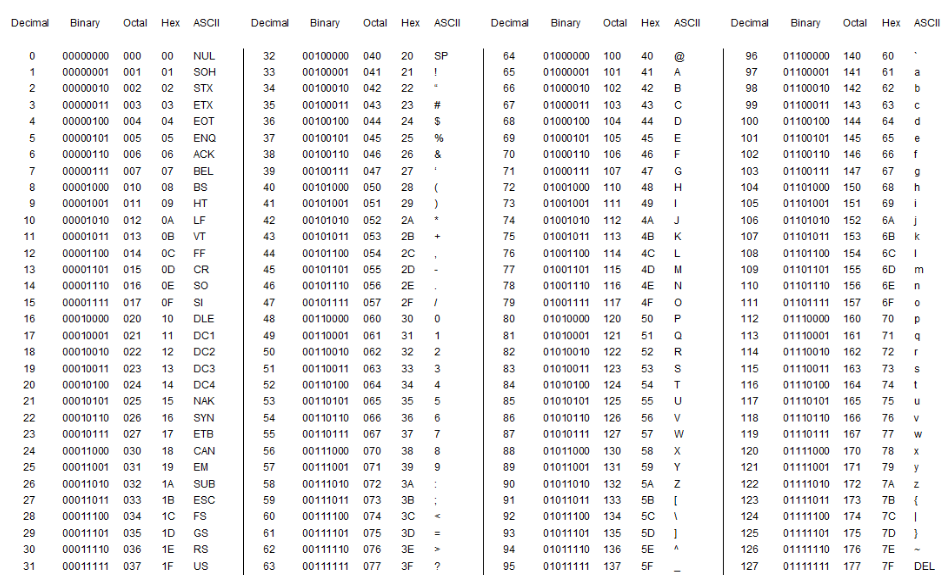 Decimal Binary Octal Hex ASCII Decimal Binary Octal Hex ASCII Decimal Binary Octal Hex ASCII Decimal Binary Octal Hex ASCII
0 00000000 000 00 NUL 32 00100000 040 20 SP 64 01000000 100 40 @ 96 01100000 140 60 `
1 00000001 001 01 SOH 33 00100001 041 21 ! 65 01000001 101 41 A 97 01100001 141 61 a
2 00000010 002 02 STX 34 00100010 042 22 " 66 01000010 102 42 B 98 01100010 142 62 b
3 00000011 003 03 ETX 35 00100011 043 23 # 67 01000011 103 43 C 99 01100011 143 63 c
4 00000100 004 04 EOT 36 00100100 044 24 $ 68 01000100 104 44 D 100 01100100 144 64 d
5 00000101 005 05 ENQ 37 00100101 045 25 % 69 01000101 105 45 E 101 01100101 145 65 e
6 00000110 006 06 ACK 38 00100110 046 26 & 70 01000110 106 46 F 102 01100110 146 66 f
7 00000111 007 07 BEL 39 00100111 047 27 ' 71 01000111 107 47 G 103 01100111 147 67 g
8 00001000 010 08 BS 40 00101000 050 28 ( 72 01001000 110 48 H 104 01101000 150 68 h
9 00001001 011 09 HT 41 00101001 051 29 ) 73 01001001 111 49 I 105 01101001 151 69 i
10 00001010 012 0A LF 42 00101010 052 2A * 74 01001010 112 4A J 106 01101010 152 6A j
11 00001011 013 0B VT 43 00101011 053 2B + 75 01001011 113 4B K 107 01101011 153 6B k
12 00001100 014 0C FF 44 00101100 054 2C , 76 01001100 114 4C L 108 01101100 154 6C l
13 00001101 015 0D CR 45 00101101 055 2D - 77 01001101 115 4D M 109 01101101 155 6D m
14 00001110 016 0E SO 46 00101110 056 2E . 78 01001110 116 4E N 110 01101110 156 6E n
15 00001111 017 0F SI 47 00101111 057 2F / 79 01001111 117 4F O 111 01101111 157 6F o
16 00010000 020 10 DLE 48 00110000 060 30 0 80 01010000 120 50 P 112 01110000 160 70 p
17 00010001 021 11 DC1 49 00110001 061 31 1 81 01010001 121 51 Q 113 01110001 161 71 q
18 00010010 022 12 DC2 50 00110010 062 32 2 82 01010010 122 52 R 114 01110010 162 72 r
19 00010011 023 13 DC3 51 00110011 063 33 3 83 01010011 123 53 S 115 01110011 163 73 s
20 00010100 024 14 DC4 52 00110100 064 34 4 84 01010100 124 54 T 116 01110100 164 74 t
21 00010101 025 15 NAK 53 00110101 065 35 5 85 01010101 125 55 U 117 01110101 165 75 u
22 00010110 026 16 SYN 54 00110110 066 36 6 86 01010110 126 56 V 118 01110110 166 76 v
23 00010111 027 17 ETB 55 00110111 067 37 7 87 01010111 127 57 W 119 01110111 167 77 w
24 00011000 030 18 CAN 56 00111000 070 38 8 88 01011000 130 58 X 120 01111000 170 78 x
25 00011001 031 19 EM 57 00111001 071 39 9 89 01011001 131 59 Y 121 01111001 171 79 y
26 00011010 032 1A SUB 58 00111010 072 3A : 90 01011010 132 5A Z 122 01111010 172 7A z
27 00011011 033 1B ESC 59 00111011 073 3B ; 91 01011011 133 5B [ 123 01111011 173 7B {
28 00011100 034 1C FS 60 00111100 074 3C < 92 01011100 134 5C \ 124 01111100 174 7C |
29 00011101 035 1D GS 61 00111101 075 3D = 93 01011101 135 5D ] 125 01111101 175 7D }
30 00011110 036 1E RS 62 00111110 076 3E > 94 01011110 136 5E ^ 126 01111110 176 7E ~
31 00011111 037 1F US 63 00111111 077 3F ? 95 01011111 137 5F _ 127 01111111 177 7F DEL